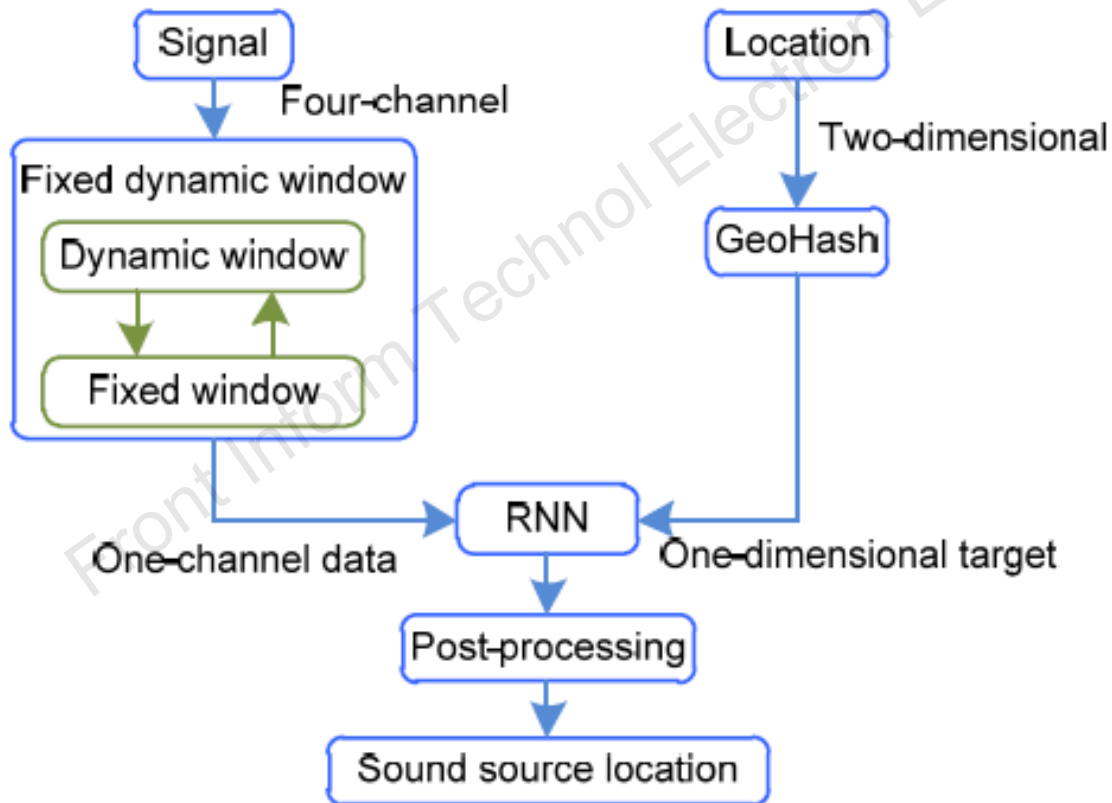 Signal
Location
Four-channel
Two-dimensional
Fixed dynamic window
Dynamic window
Fixed window
GeoHash
RNN
One-channel data
One-dimensional target
Post-processing
Sound source location
Front Inform Technol Electron